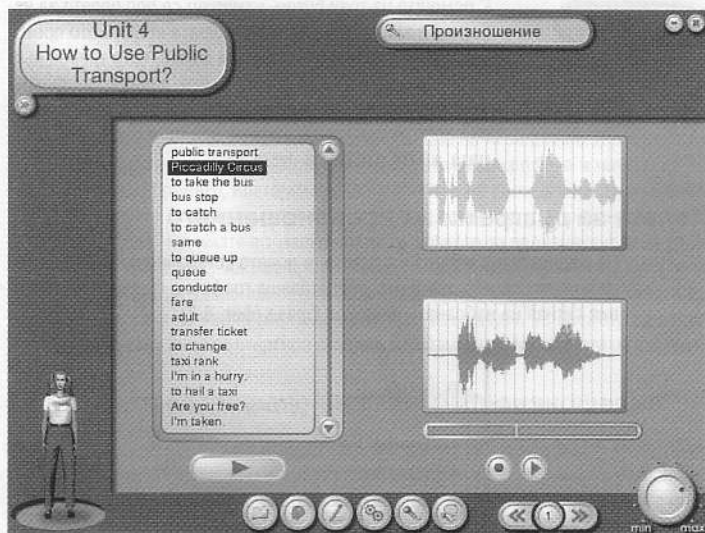 Unit 4
How to Use Public
Transport?
Произношение
public transport
Piccadilly Circus
to take the bus
bus stop
to catch
to catch a bus
same
to queue up
queue
conductor
fare
adult
transfer ticket
to change
taxi rank
I'm in a hurry.
to hail a taxi
Are you free?
I'm taken.
1
min max